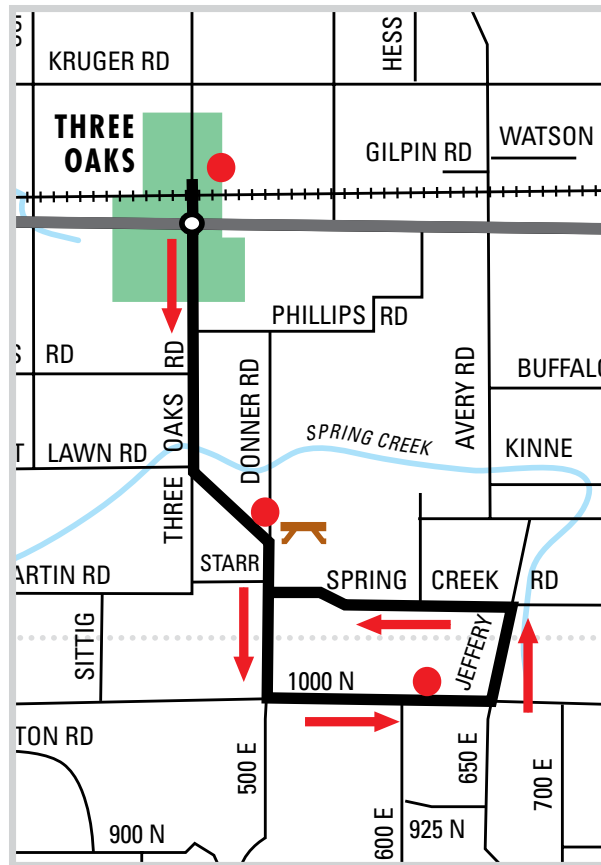 KRUGER RD
HESS
THREE
OAKS
GILPIN RD
WATSON
PHILLIPS RD
RD
THREE OAKS RD
DONNER RD
AVERY RD
BUFFALO
LAWN RD
SPRING CREEK
KINNE
STARR
ARTIN RD
SPRING CREEK RD
SITTIG
JEFFERY
1000 N
TON RD
500 E
650 E
700 E
600 E
925 N
900 N